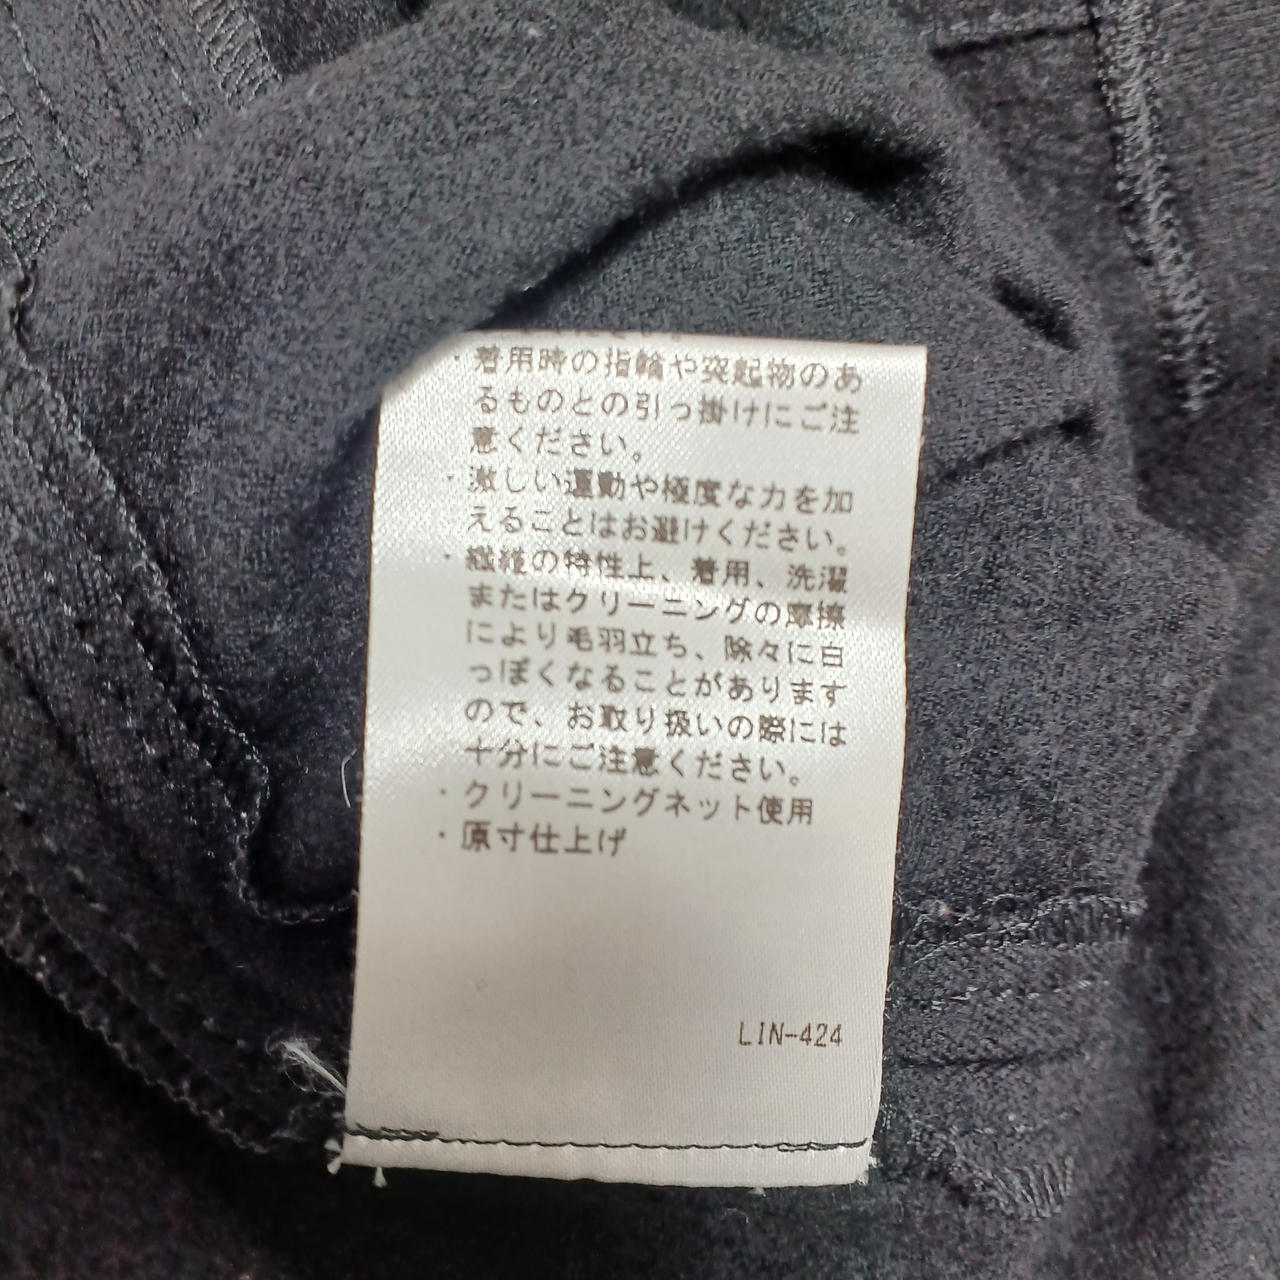 ・着用時の指輪や突起物のあ
るものとの引っ掛けにご注
意ください。
・激しい運動や極度な力を加
えることはお避けください。
・繊維の特性上、着用、洗濯
またはクリーニングの摩擦
により毛羽立ち、除々に白
っぽくなることがあります
ので、お取り扱いの際には
十分にご注意ください。
・クリーニングネット使用
・原寸仕上げ
LIN-424